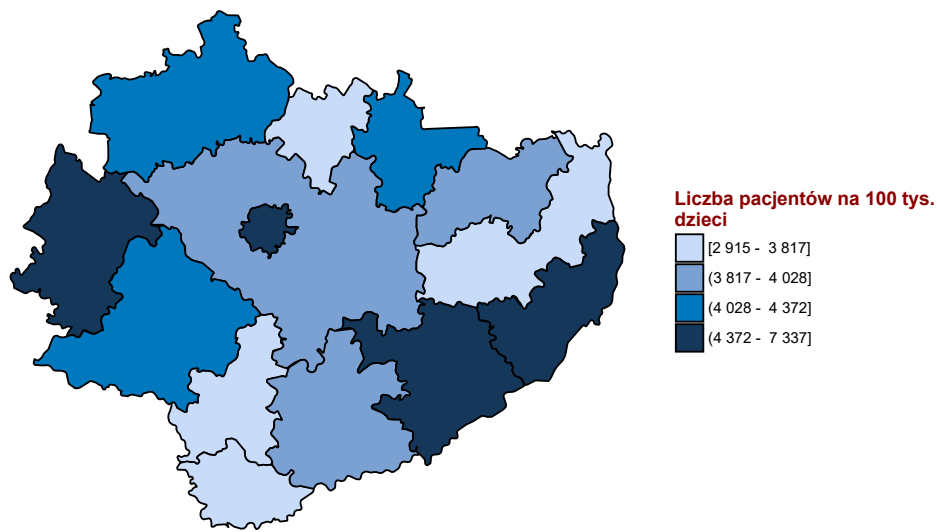 Liczba pacjentów na 100 tys.
dzieci
[2 915 - 3 817]
(3 817 - 4 028]
(4 028 - 4 372]
(4 372 - 7 337]